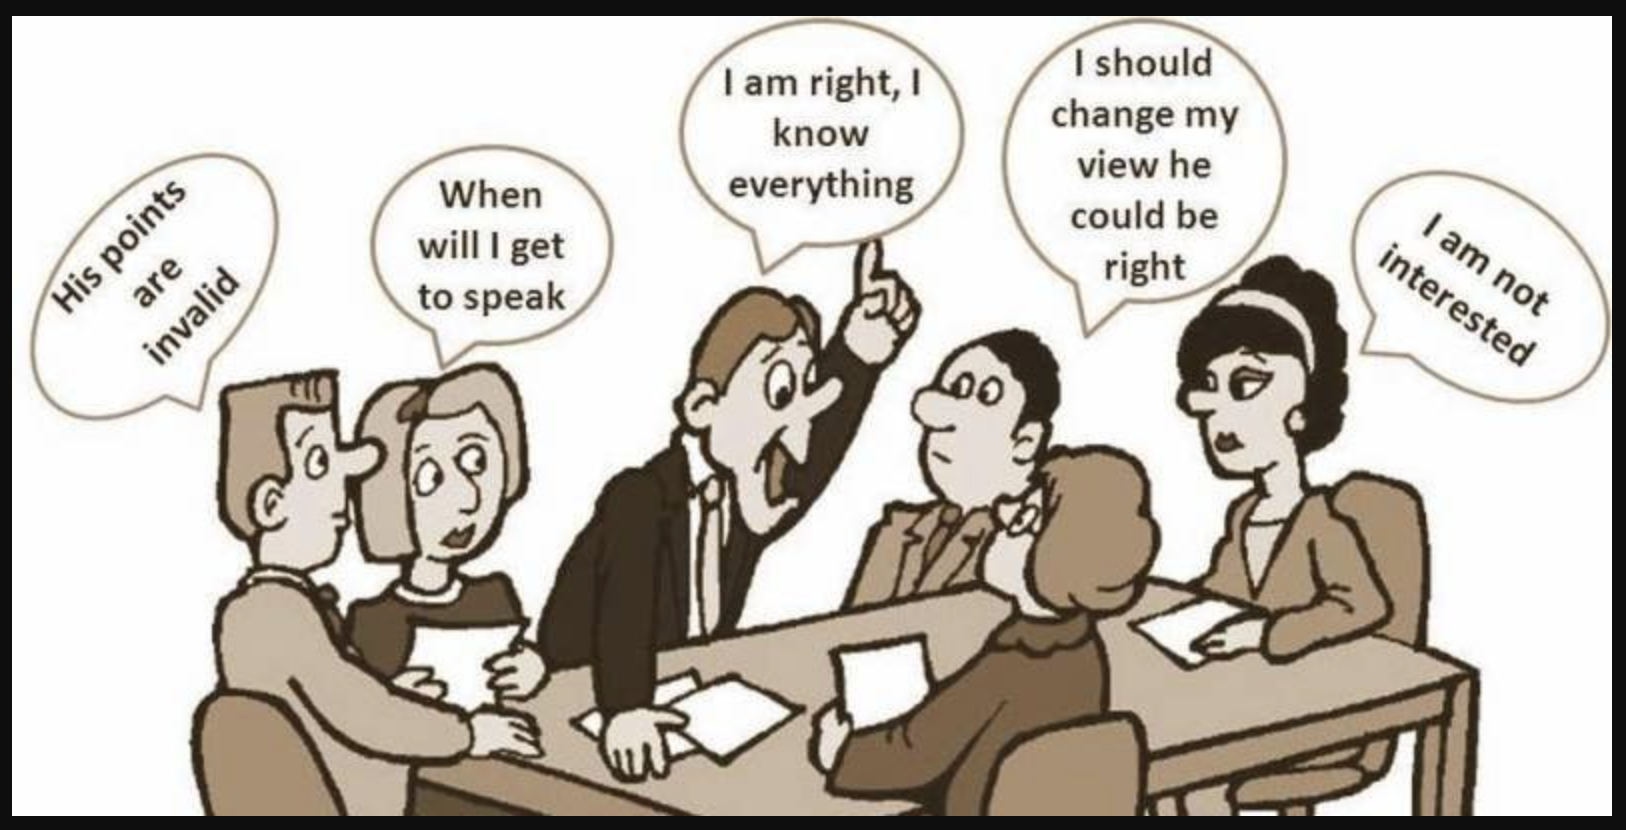 His points
are
invalid
When
will I get
to speak
I am right, I
know
everything
I should
change my
view he
could be
right
I am not
interested